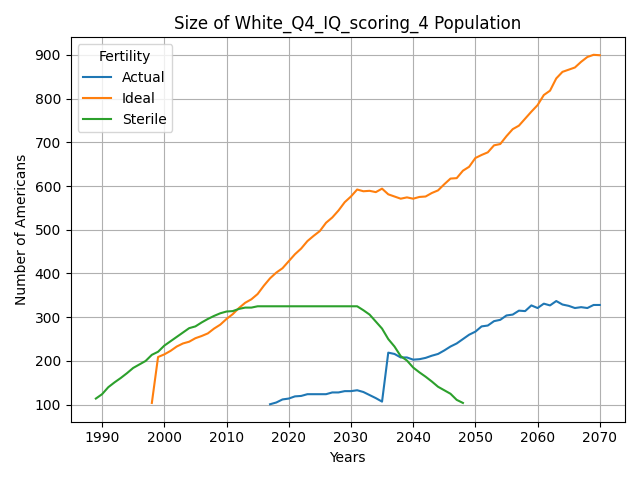 Size of White_Q4_IQ_scoring_4 Population
Fertility
Actual
Ideal
Sterile
Number of Americans
900
800
700
600
500
400
300
200
100
1990 2000 2010 2020 2030 2040 2050 2060 2070
Years